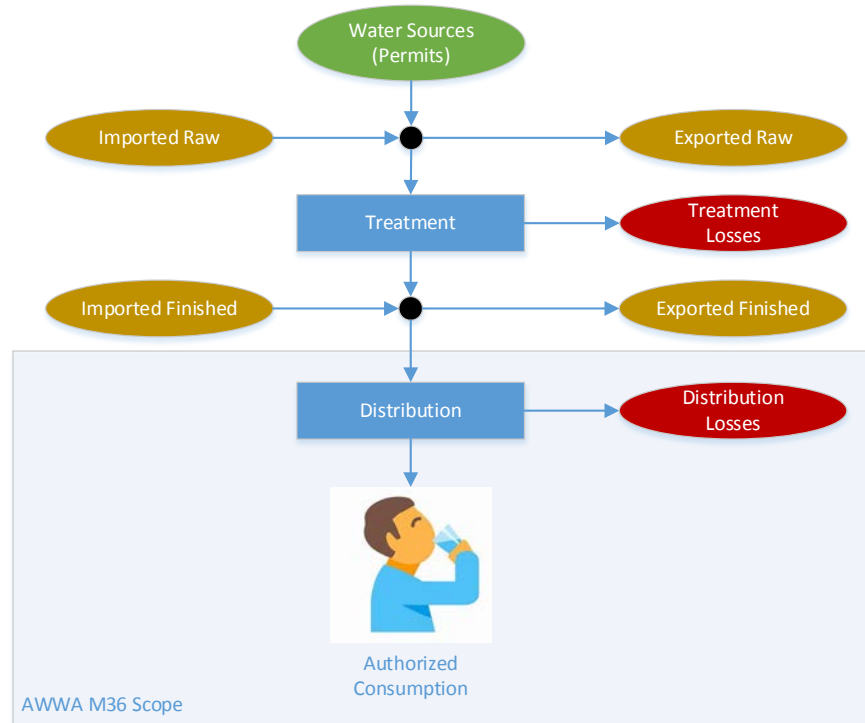 Water Sources
(Permits)
Imported Raw
Exported Raw
Treatment
Treatment
Losses
Imported Finished
Exported Finished
Distribution
Distribution
Losses
Authorized
Consumption
AWWA M36 Scope